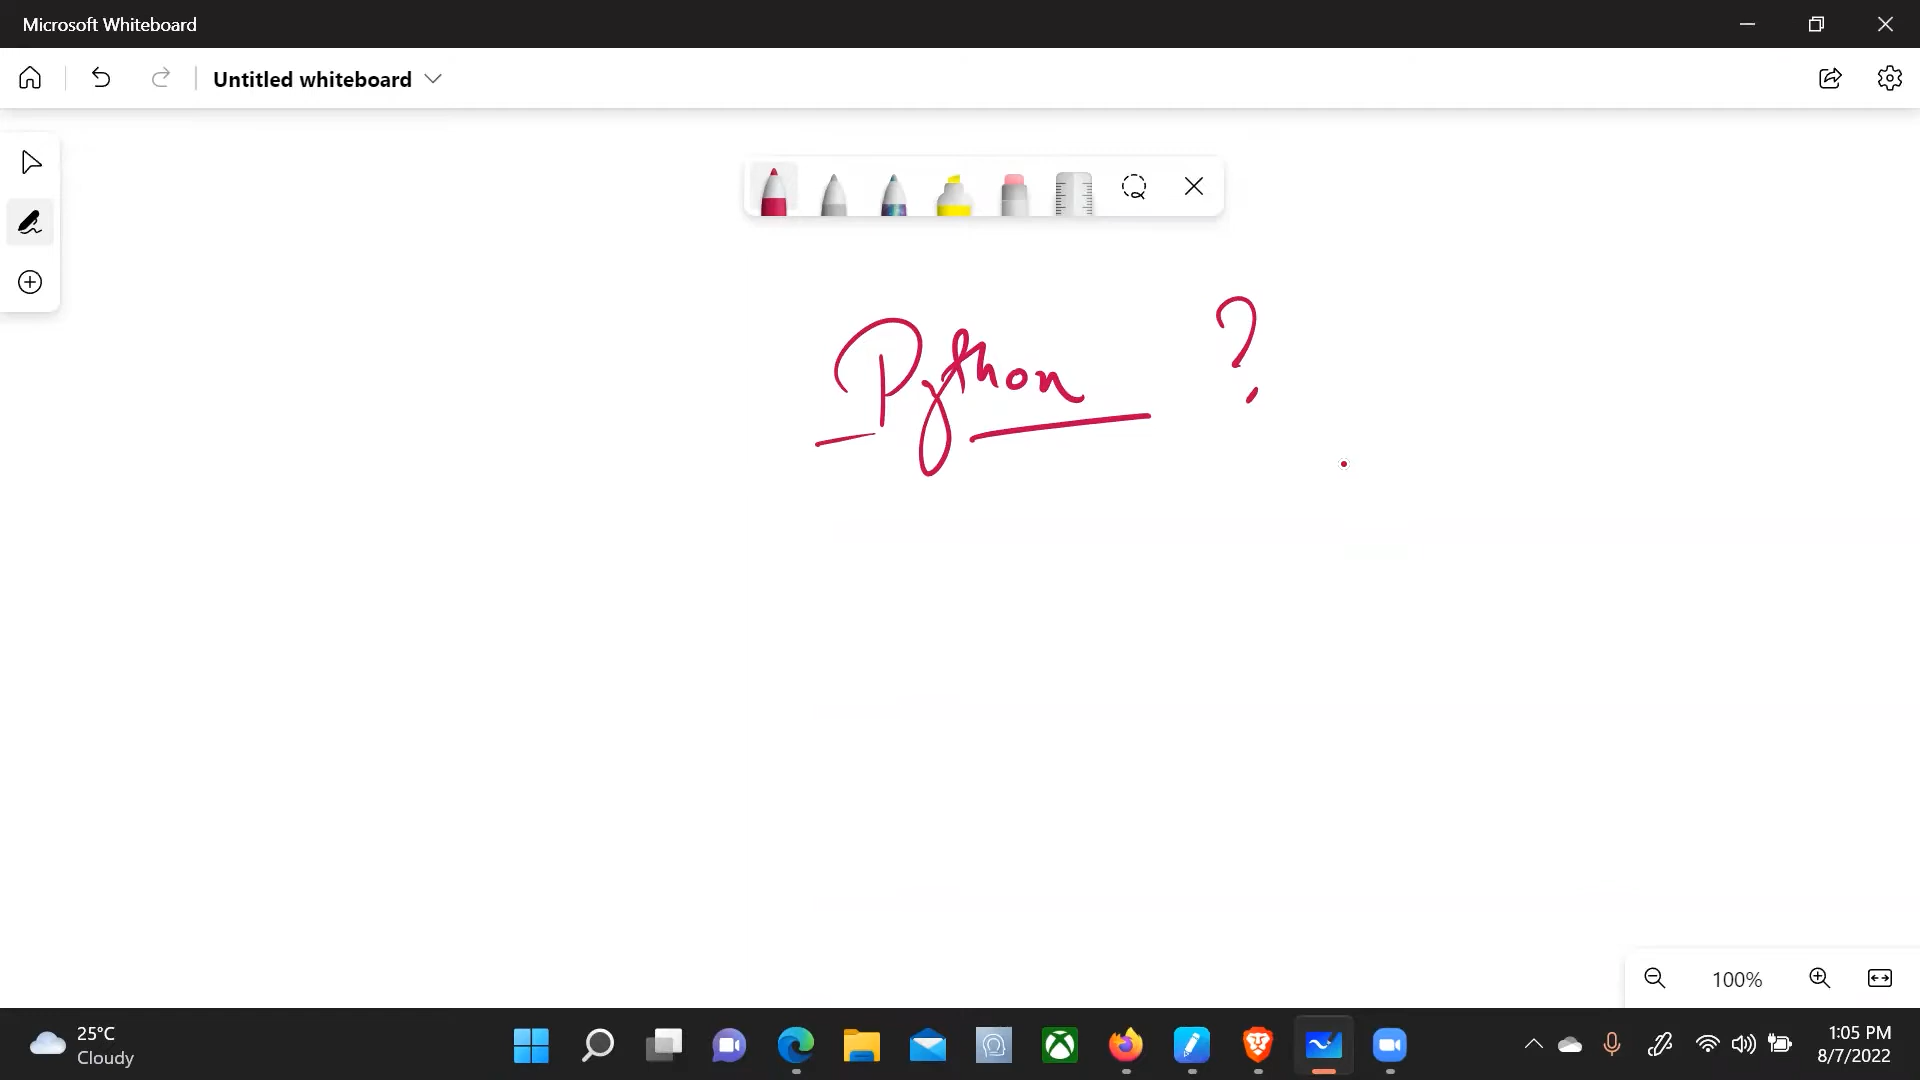 Microsoft Whiteboard
Untitled whiteboard
Python ?
100%
25°C
Cloudy
1:05 PM
8/7/2022